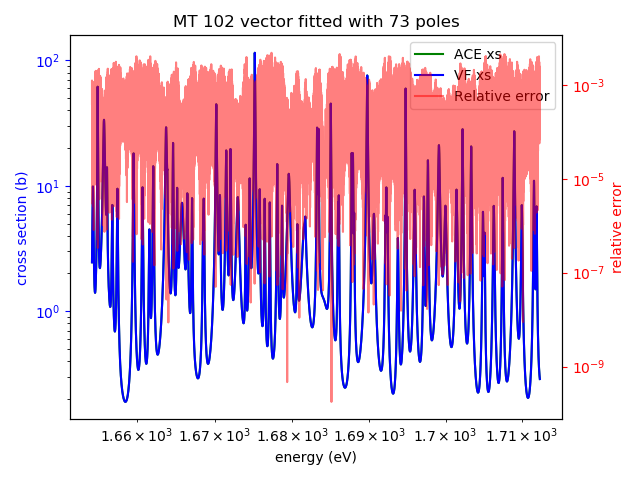 MT 102 vector fitted with 73 poles
ACE xs
VF xs
Relative error
10²
10¹
10⁰
cross section (b)
10⁻³
10⁻⁵
10⁻⁷
10⁻⁹
relative error
1.66 × 10³ 1.67 × 10³ 1.68 × 10³ 1.69 × 10³ 1.7 × 10³ 1.71 × 10³
energy (eV)